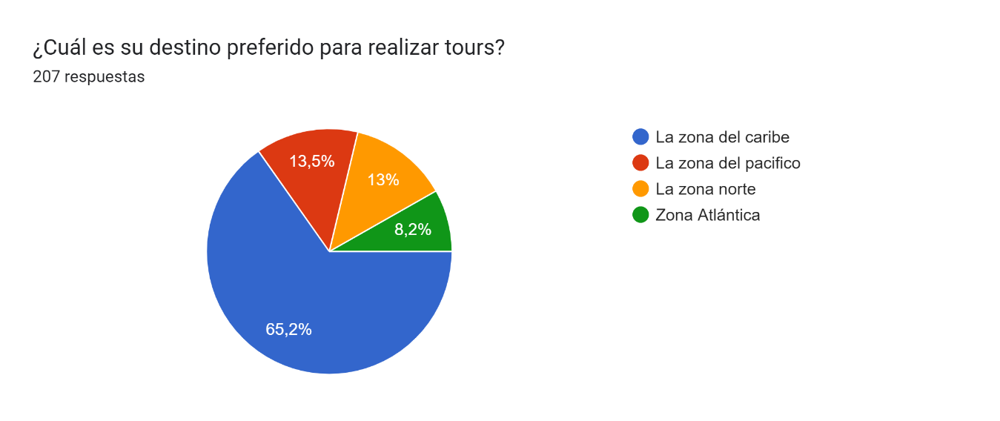 ¿Cuál es su destino preferido para realizar tours?
207 respuestas
13,5%
13%
8,2%
65,2%
La zona del caribe
La zona del pacifico
La zona norte
Zona Atlántica